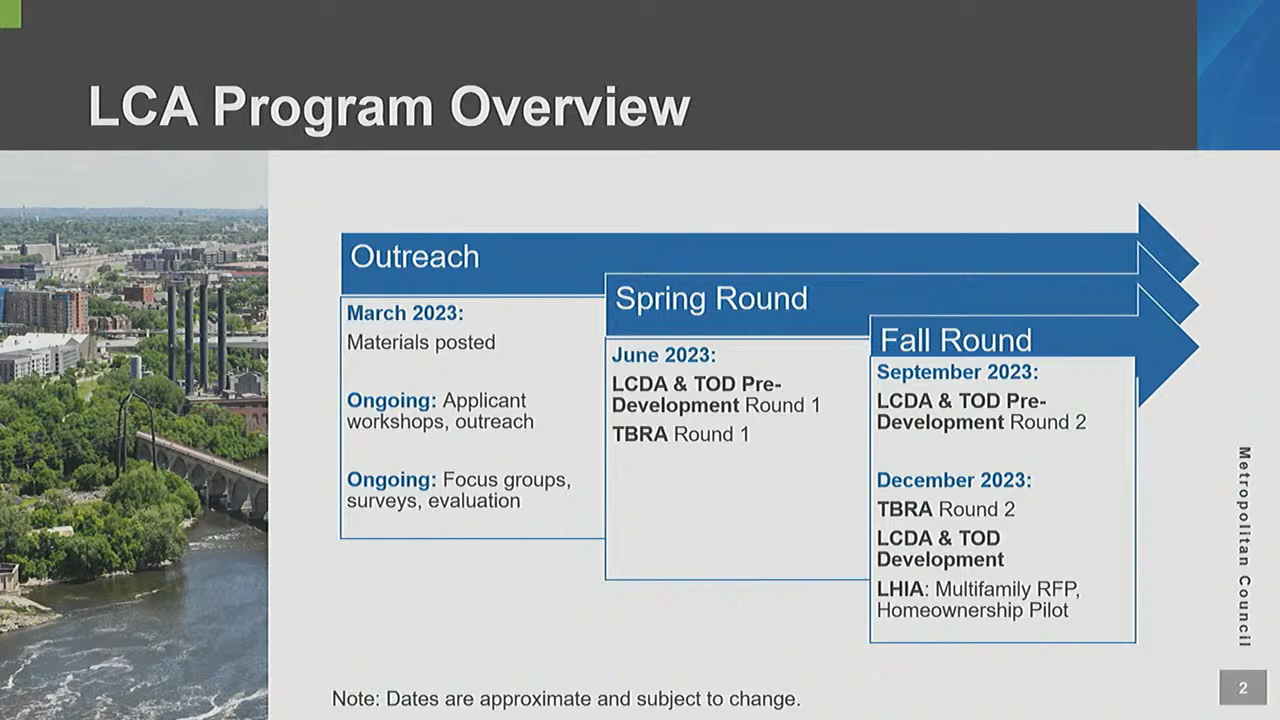 LCA Program Overview
Outreach
March 2023:
Materials posted
Ongoing: Applicant
workshops, outreach
Ongoing: Focus groups,
surveys, evaluation
Spring Round
June 2023:
LCDA & TOD Pre-
Development Round 1
TBRA Round 1
Fall Round
September 2023:
LCDA & TOD Pre-
Development Round 2
December 2023:
TBRA Round 2
LCDA & TOD
Development
LHIA: Multifamily RFP,
Homeownership Pilot
Note: Dates are approximate and subject to change.
Metropolitan Council
2